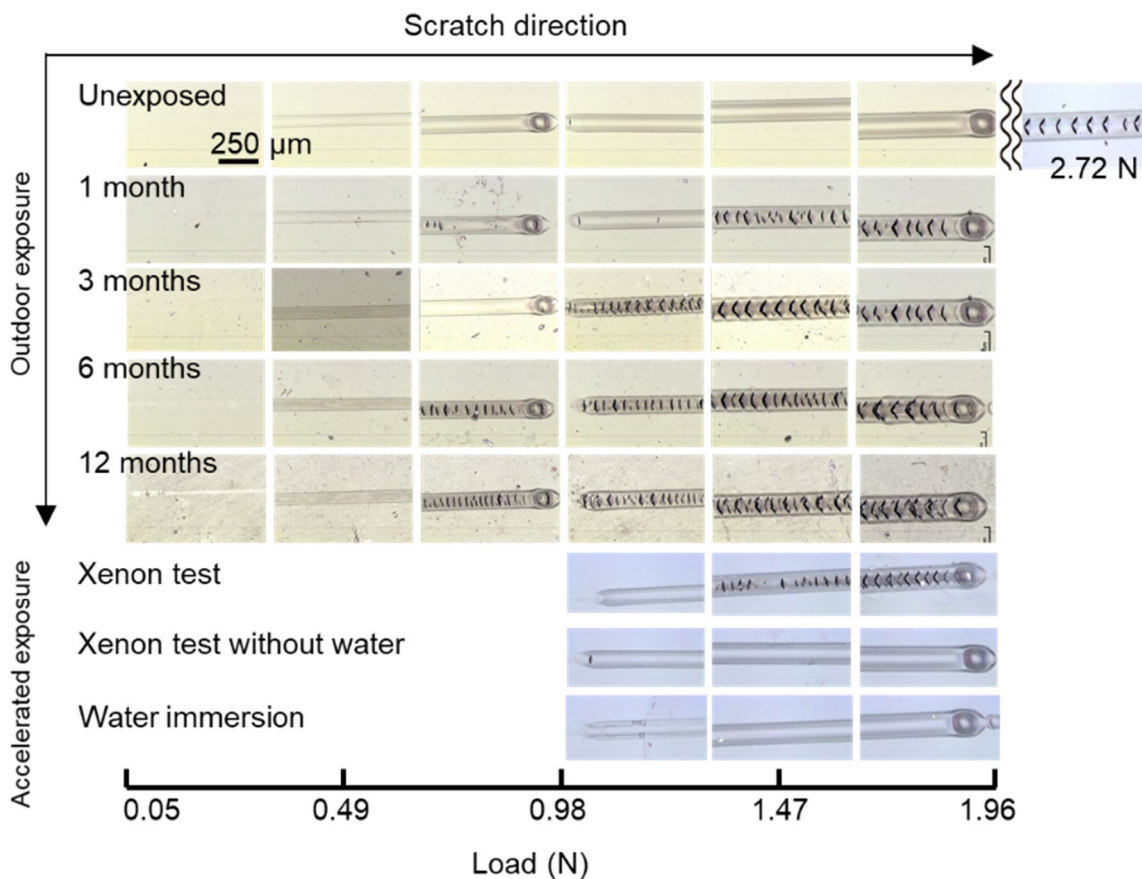 Scratch direction
Unexposed
250 μm
2.72 N
1 month
3 months
6 months
12 months
Outdoor exposure
Xenon test
Xenon test without water
Water immersion
Accelerated exposure
0.05 0.49 0.98 1.47 1.96
Load (N)